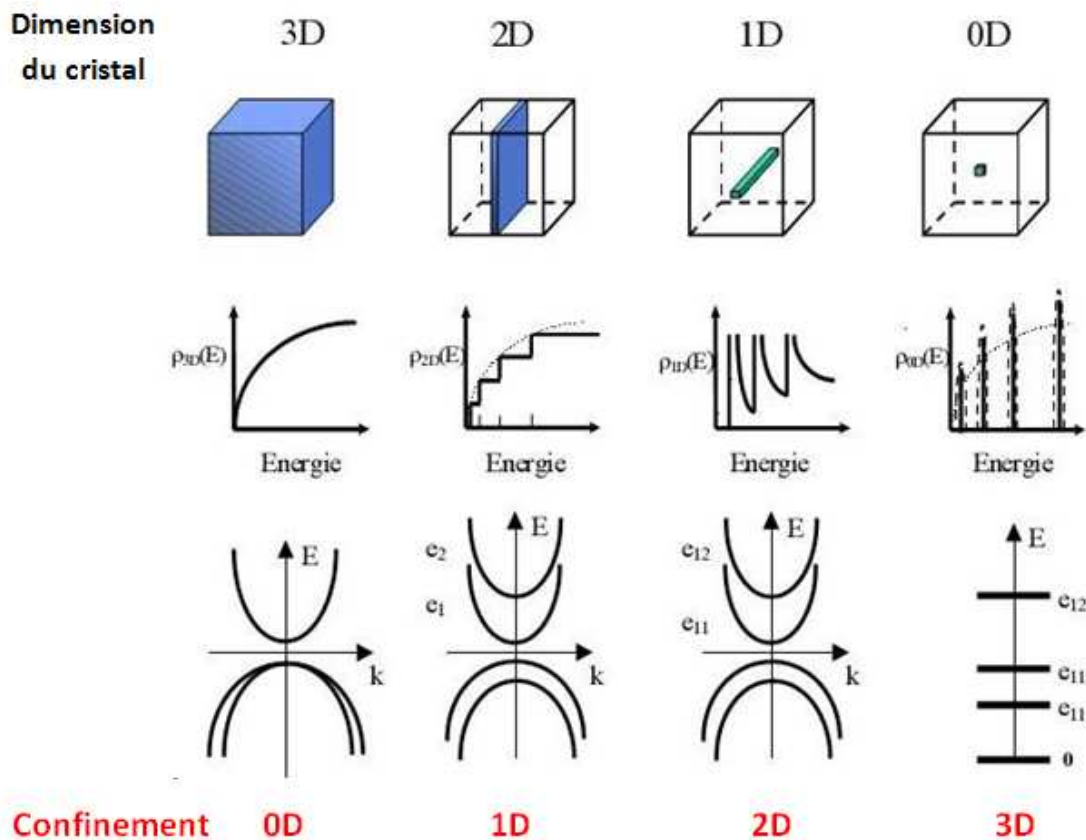 Dimension du cristal 3D 2D 1D 0D
ρ3D(E) ρ2D(E) ρ1D(E) ρ0D(E)
Energie Energie Energie Energie
E E E E
e2 e12 e12
e1 e11 e11
k k k e11
0
Confinement 0D 1D 2D 3D